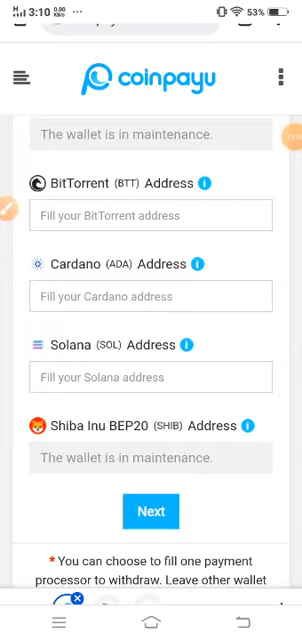 3:10 0.00 KB/s ... 53%
coinpayu
The wallet is in maintenance.
BitTorrent (BTT) Address
Fill your BitTorrent address
Cardano (ADA) Address
Fill your Cardano address
Solana (SOL) Address
Fill your Solana address
Shiba Inu BEP20 (SHIB) Address
The wallet is in maintenance.
Next
* You can choose to fill one payment
processor to withdraw. Leave other wallet